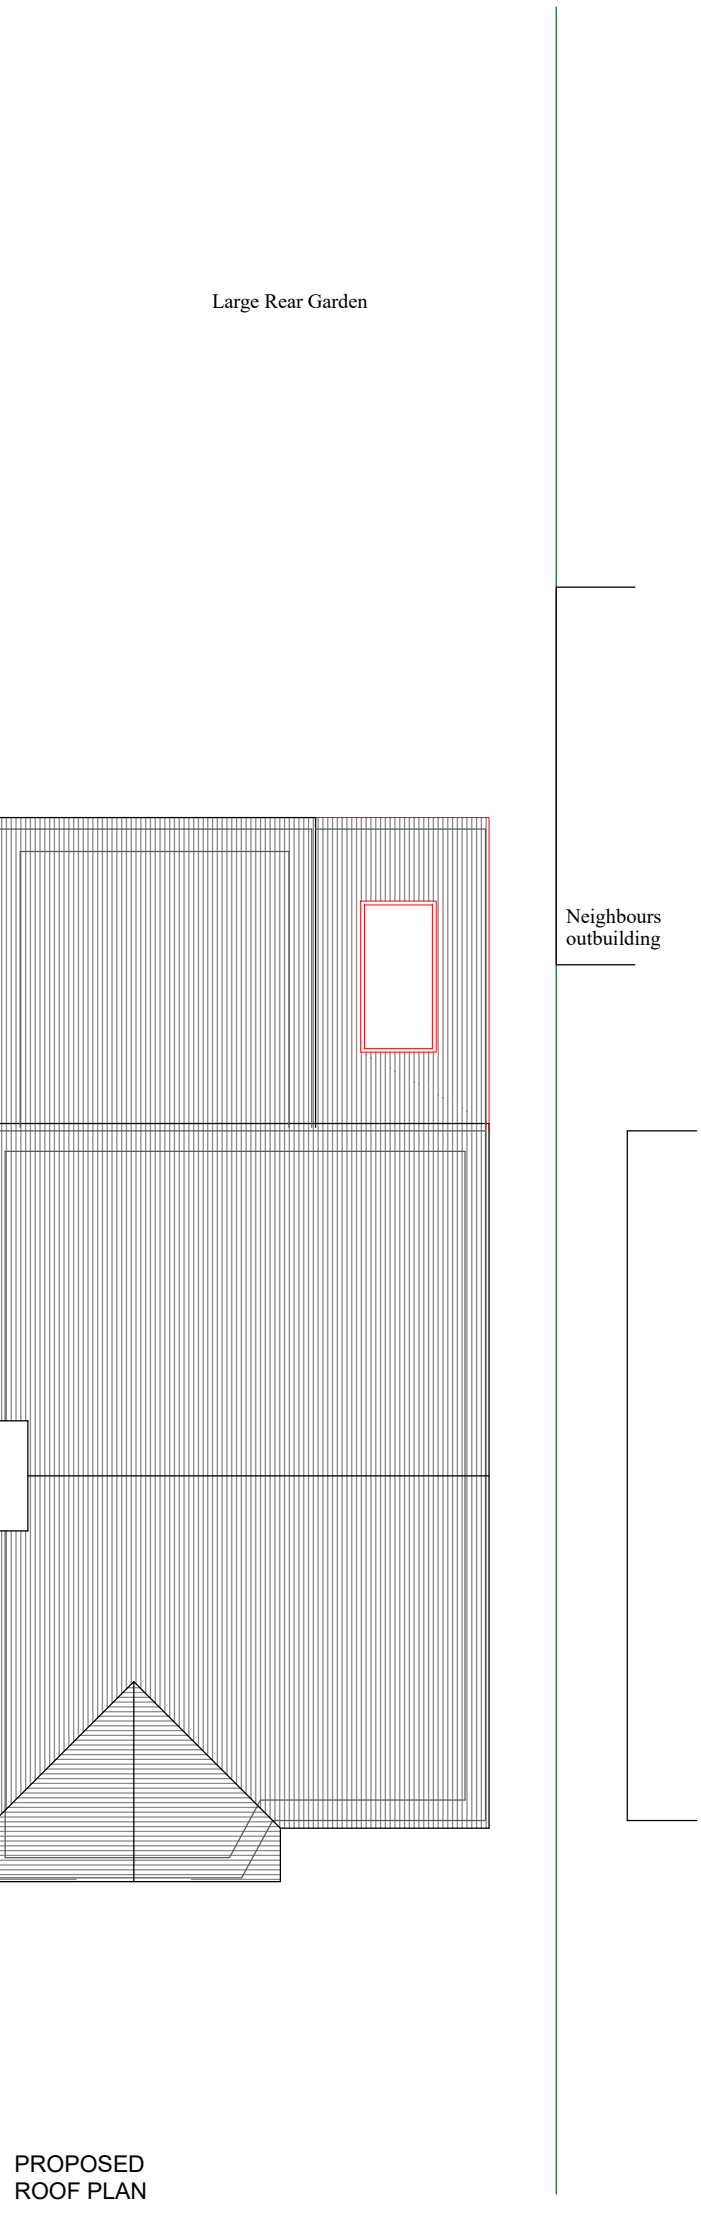 Large Rear Garden
Neighbours
outbuilding
PROPOSED
ROOF PLAN